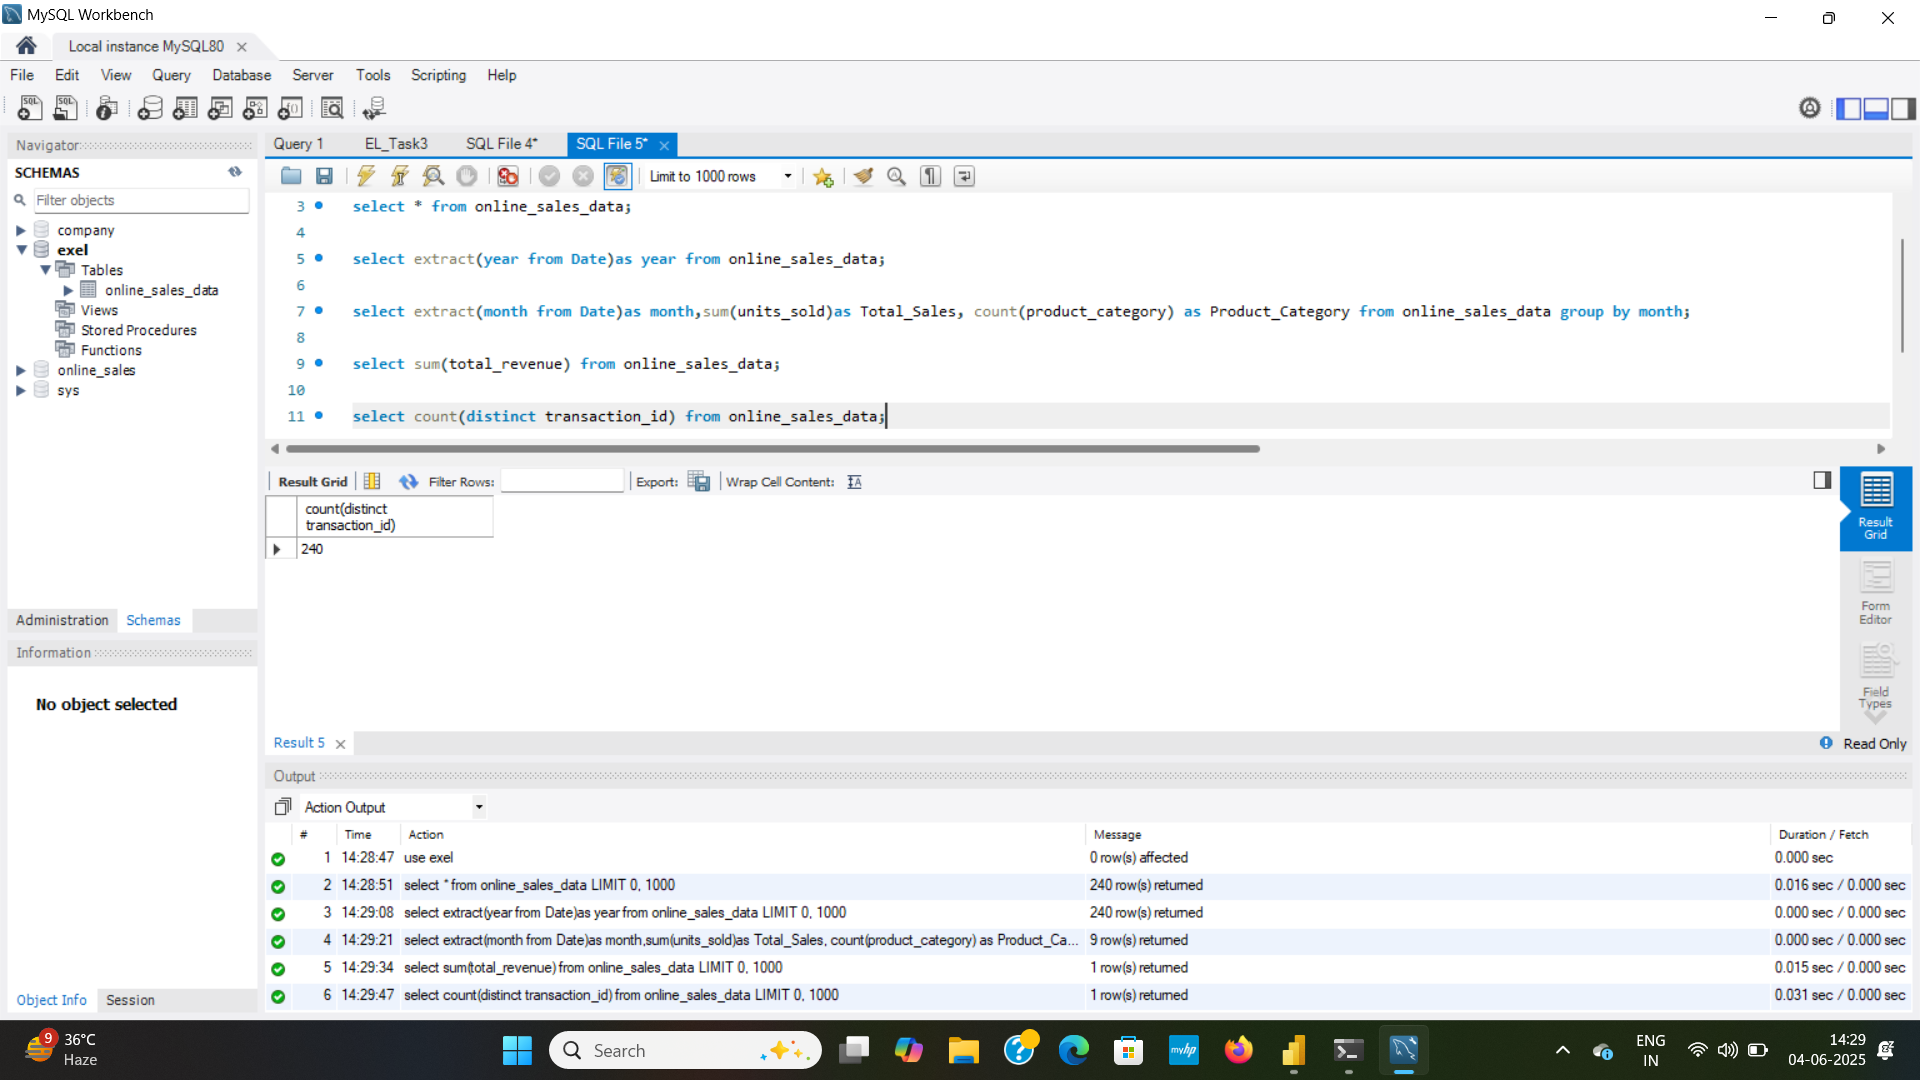 MySQL Workbench
Local instance MySQL80
File Edit View Query Database Server Tools Scripting Help
Navigator
SCHEMAS
Filter objects
company
exel
Tables
online_sales_data
Views
Stored Procedures
Functions
online_sales
sys
Administration Schemas
Information
No object selected
Object Info Session
Query 1 EL_Task3 SQL File 4* SQL File 5*
Limit to 1000 rows
3 select * from online_sales_data;
4
5 select extract(year from Date)as year from online_sales_data;
6
7 select extract(month from Date)as month,sum(units_sold)as Total_Sales, count(product_category) as Product_Category from online_sales_data group by month;
8
9 select sum(total_revenue) from online_sales_data;
10
11 select count(distinct transaction_id) from online_sales_data;
Result Grid Filter Rows: Export: Wrap Cell Content:
count(distinct
transaction_id)
240
Result
Grid
Form
Editor
Field
Types
Result 5 Read Only
Output
Action Output
# Time Action Message Duration / Fetch
1 14:28:47 use exel 0 row(s) affected 0.000 sec
2 14:28:51 select * from online_sales_data LIMIT 0, 1000 240 row(s) returned 0.016 sec / 0.000 sec
3 14:29:08 select extract(year from Date)as year from online_sales_data LIMIT 0, 1000 240 row(s) returned 0.000 sec / 0.000 sec
4 14:29:21 select extract(month from Date)as month,sum(units_sold)as Total_Sales, count(product_category) as Product_Ca... 9 row(s) returned 0.000 sec / 0.000 sec
5 14:29:34 select sum(total_revenue) from online_sales_data LIMIT 0, 1000 1 row(s) returned 0.015 sec / 0.000 sec
6 14:29:47 select count(distinct transaction_id) from online_sales_data LIMIT 0, 1000 1 row(s) returned 0.031 sec / 0.000 sec
9
36°C
Haze
Search
myhp
ENG
IN
14:29
04-06-2025